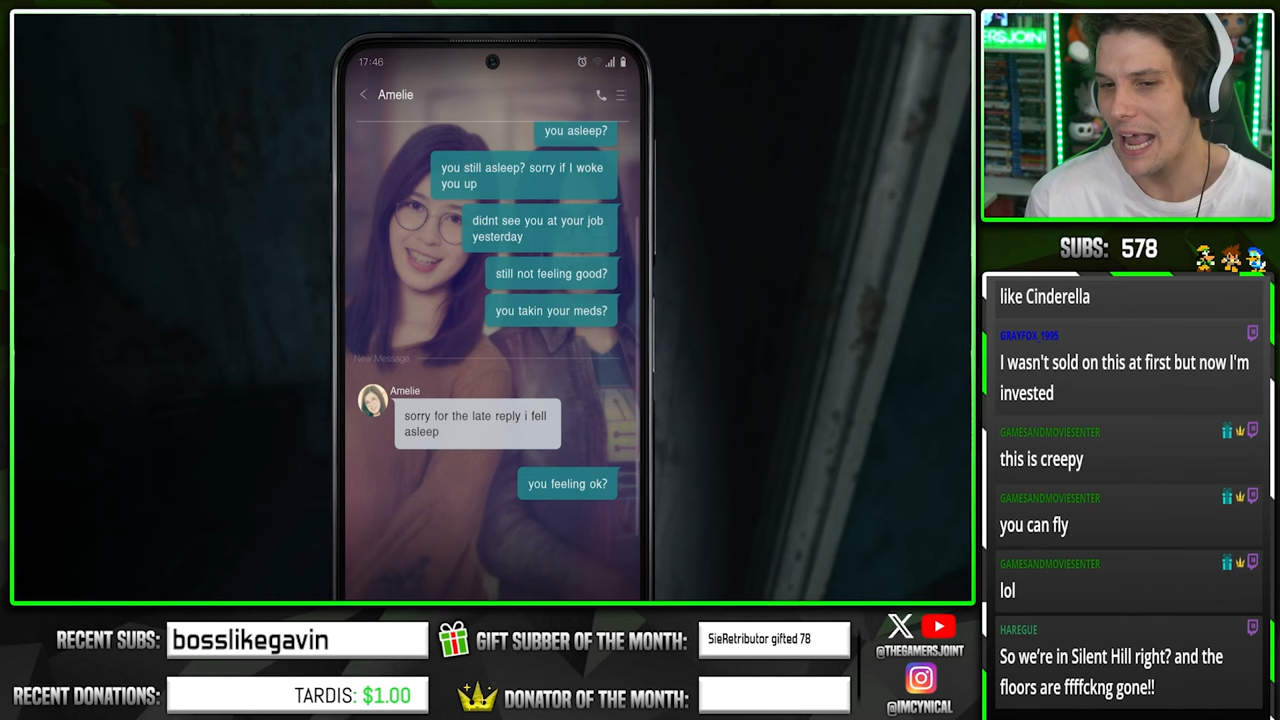 17:46
Amelie
you asleep?
you still asleep? sorry if I woke
you up
didnt see you at your job
yesterday
still not feeling good?
you takin your meds?
New Message
Amelie
sorry for the late reply i fell
asleep
you feeling ok?
SUBS: 578
like Cinderella
GRAYFOX_1995
I wasn't sold on this at first but now I'm
invested
GAMESANDMOVIESENTER
this is creepy
GAMESANDMOVIESENTER
you can fly
GAMESANDMOVIESENTER
lol
HAREGUE
So we're in Silent Hill right? and the
floors are ffffckng gone!!
RECENT SUBS: bosslikegavin
GIFT SUBBER OF THE MONTH: SieRetributor gifted 78
@THEGAMERSJOINT
RECENT DONATIONS: TARDIS: $1.00
DONATOR OF THE MONTH:
@IMCYNICAL